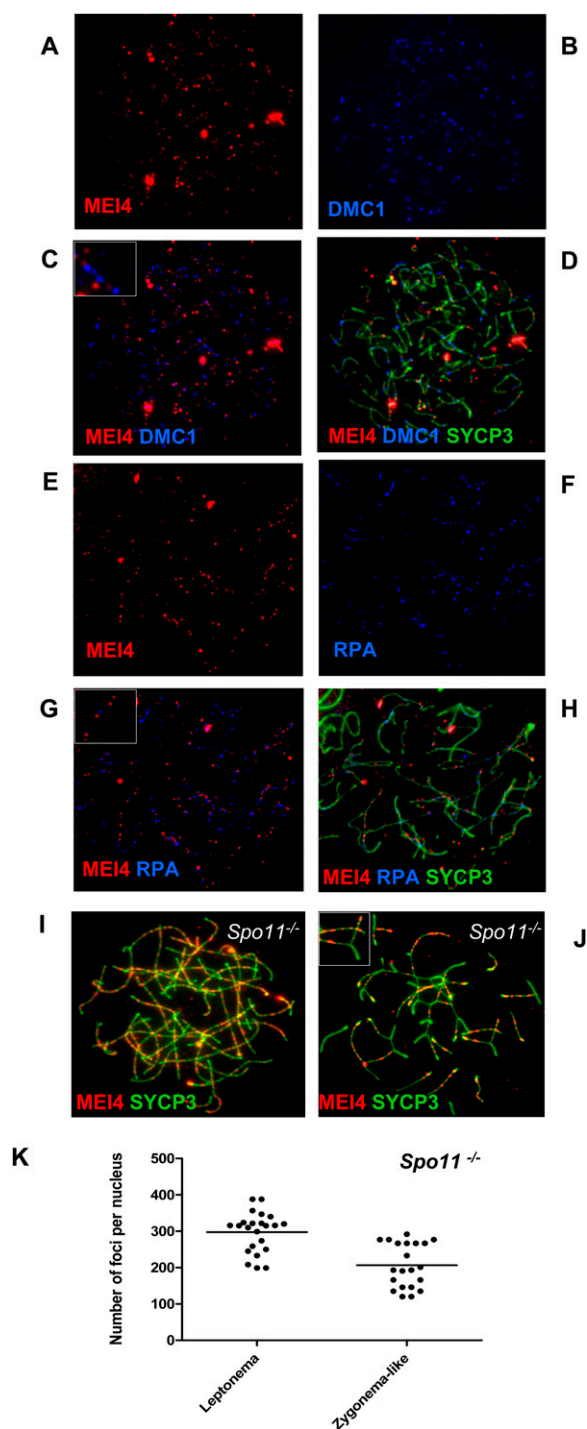 A
MEI4
B
DMC1
C
MEI4 DMC1
D
MEI4 DMC1 SYCP3
E
MEI4
F
RPA
G
MEI4 RPA
H
MEI4 RPA SYCP3
I
Spo11-/-
MEI4 SYCP3
J
Spo11-/-
MEI4 SYCP3
K
Spo11 -/-
Number of foci per nucleus
500
400
300
200
100
0
Leptonema
Zygonema-like